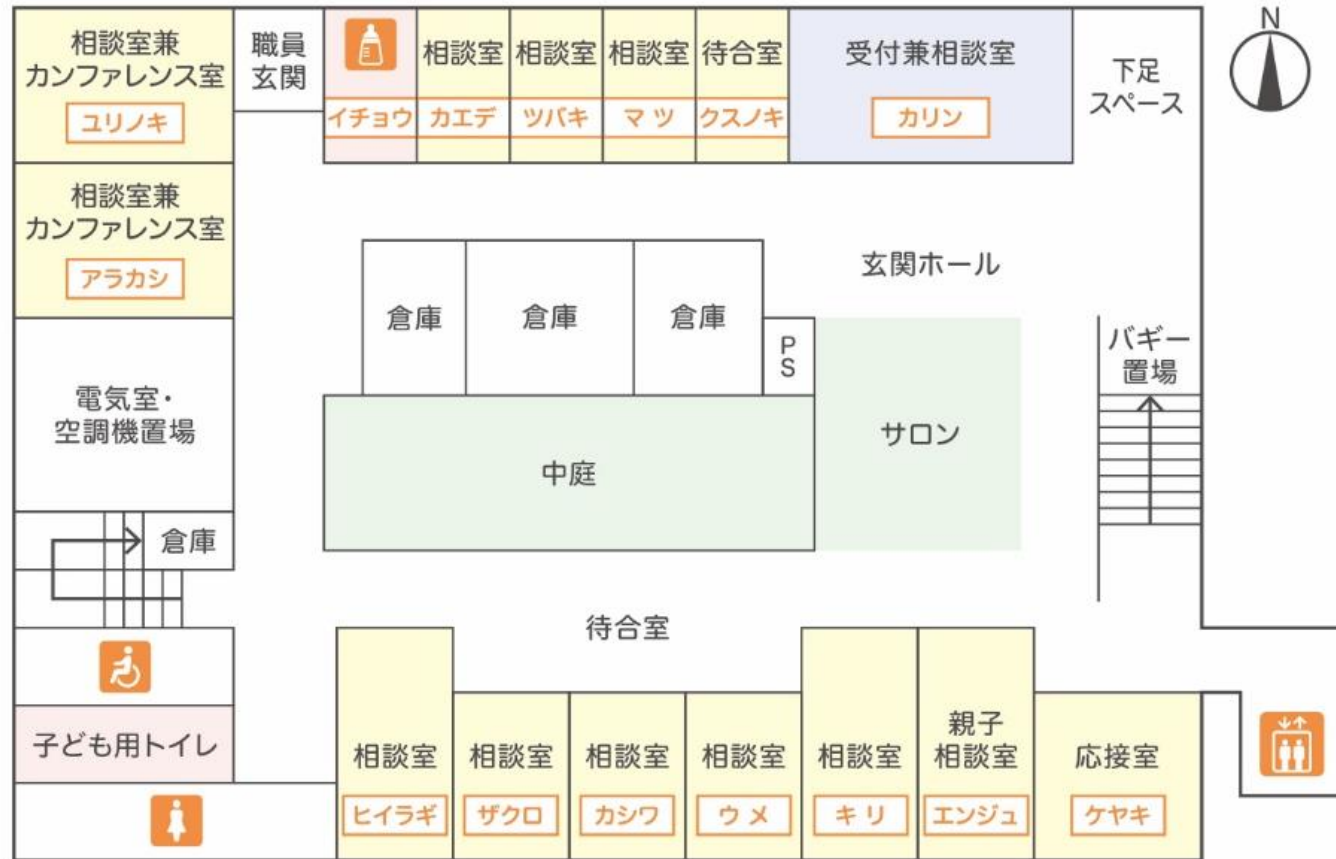 相談室兼
カンファレンス室
ユリノキ
職員
玄関
イチョウ
相談室
カエデ
相談室
ツバキ
相談室
マツ
待合室
クスノキ
受付兼相談室
カリン
下足
スペース
N
相談室兼
カンファレンス室
アラカシ
倉庫
倉庫
倉庫
PS
玄関ホール
バギー
置場
電気室・
空調機置場
中庭
サロン
倉庫
待合室
子ども用トイレ
相談室
ヒイラギ
相談室
ザクロ
相談室
カシワ
相談室
ウメ
相談室
キリ
親子
相談室
エンジュ
応接室
ケヤキ